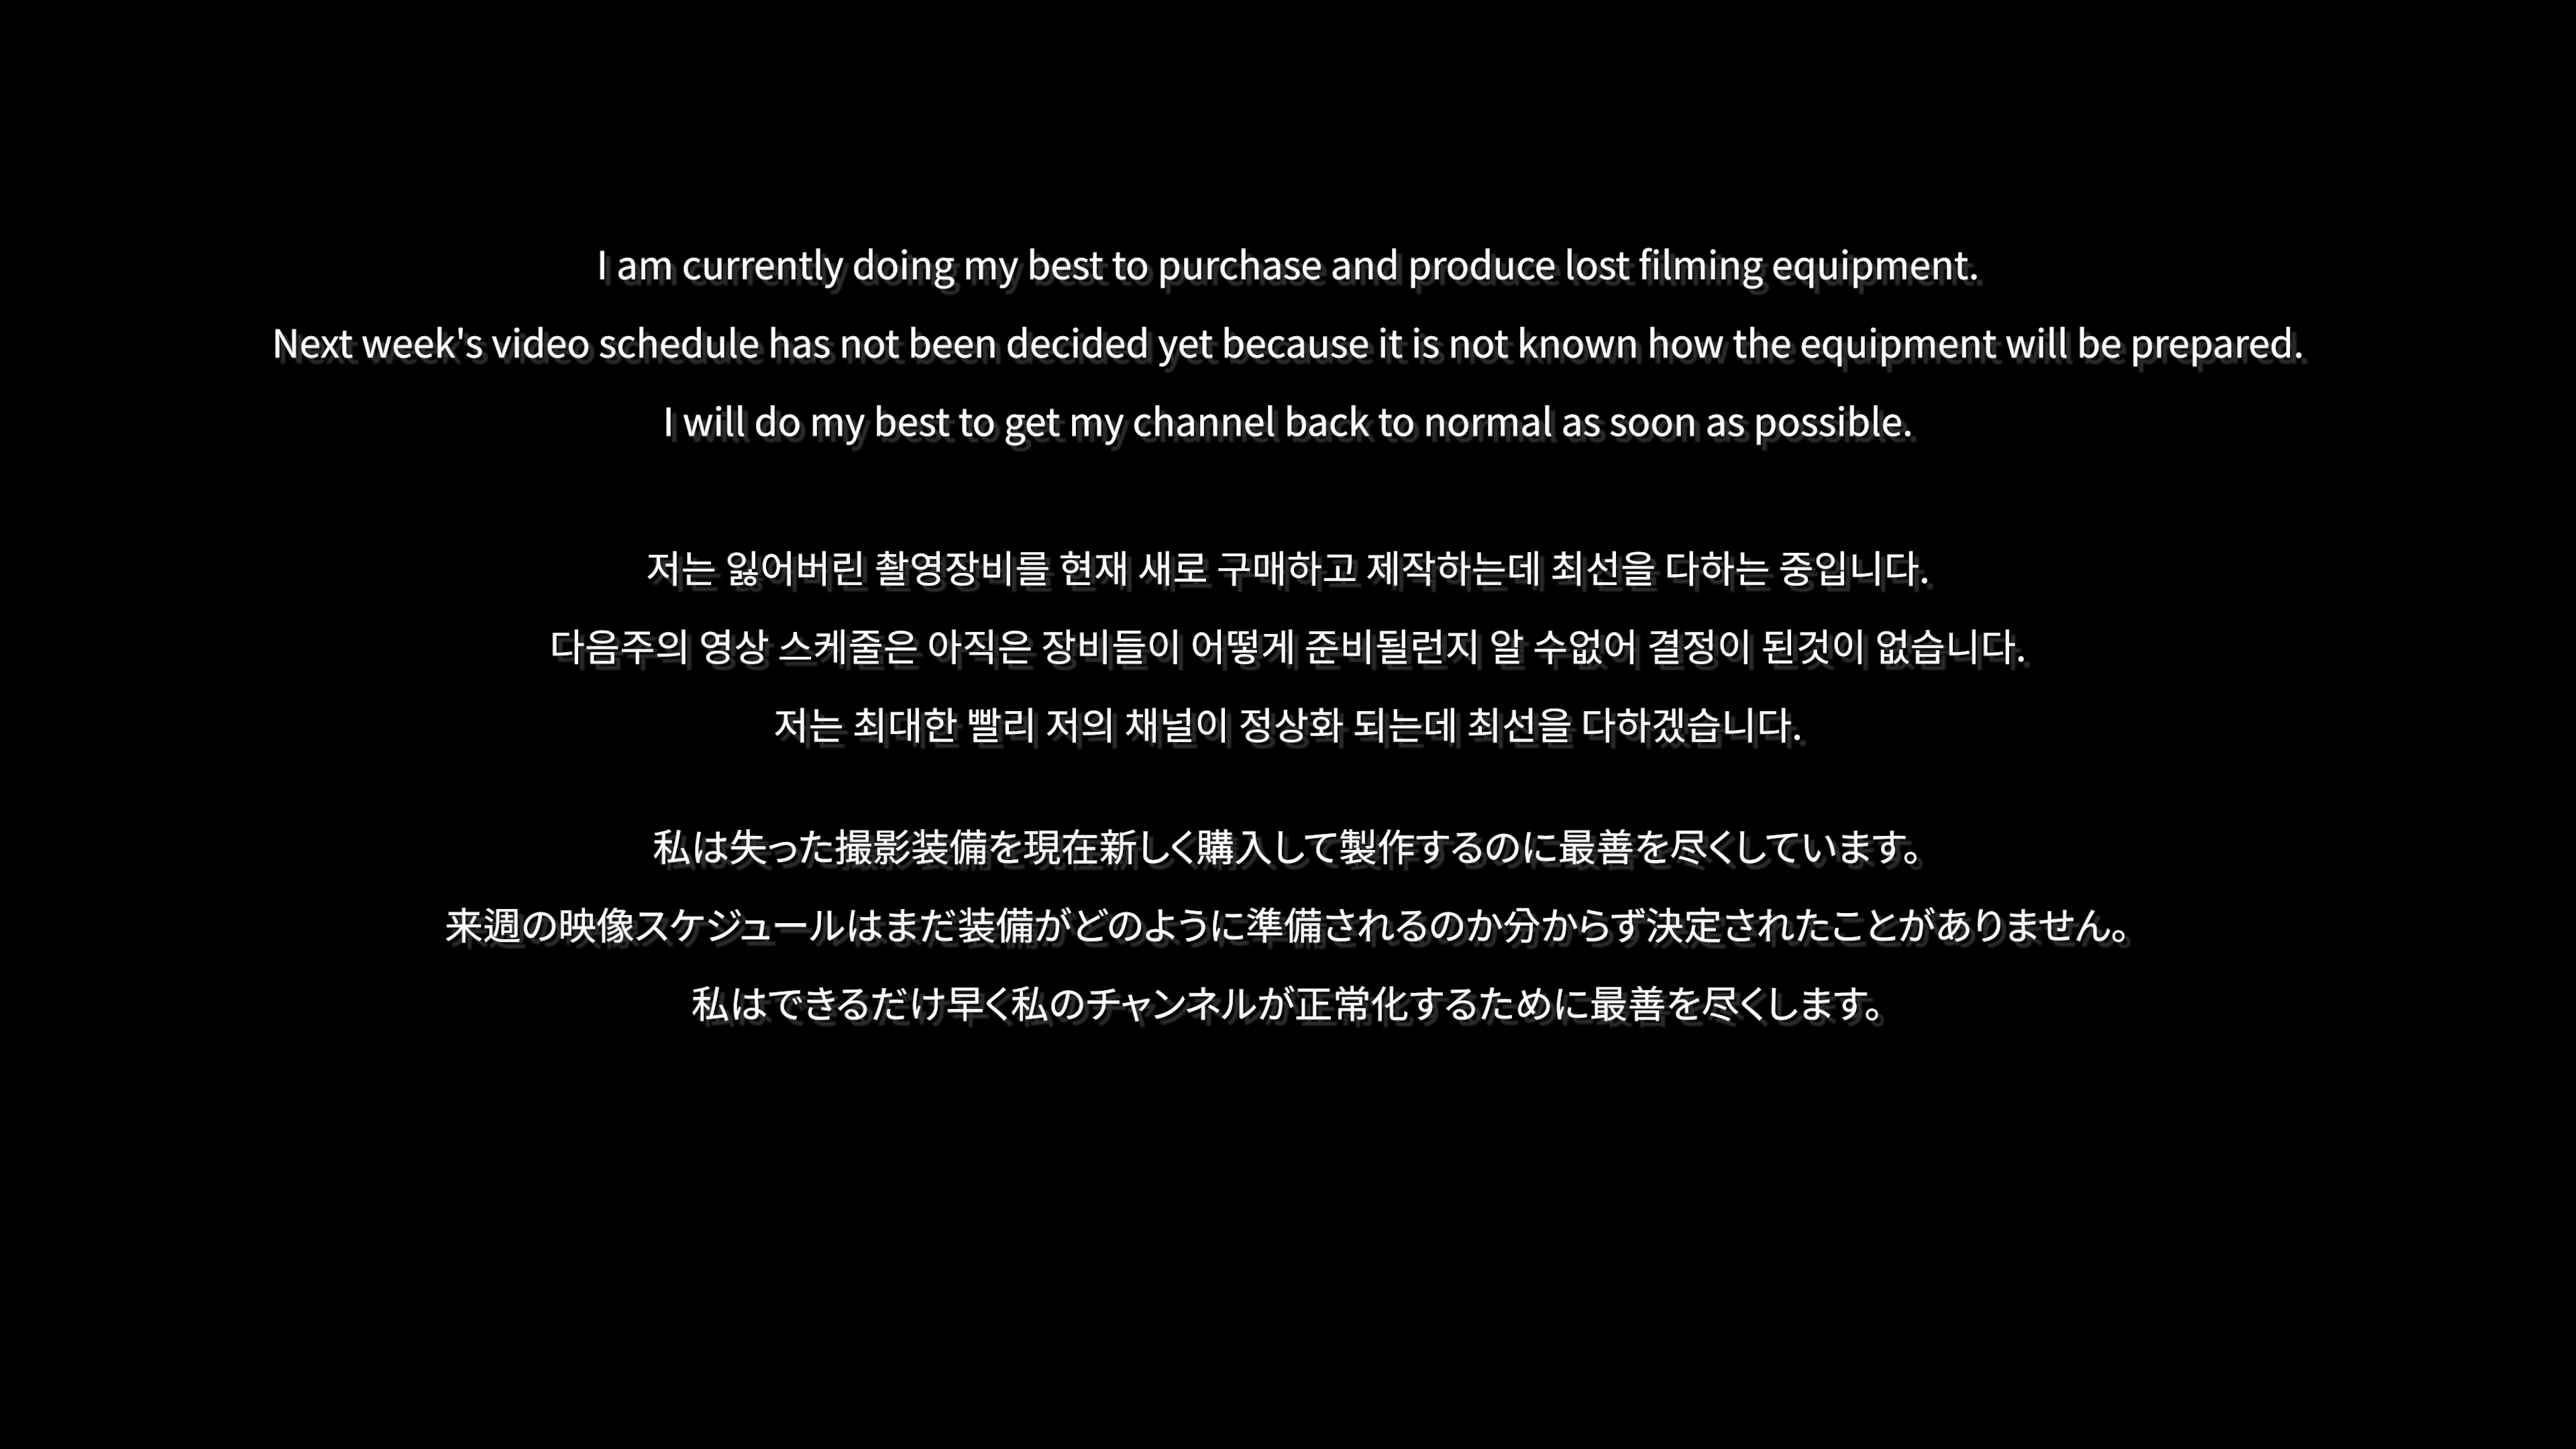 I am currently doing my best to purchase and produce lost filming equipment.
Next week's video schedule has not been decided yet because it is not known how the equipment will be prepared.
I will do my best to get my channel back to normal as soon as possible.
저는 잃어버린 촬영장비를 현재 새로 구매하고 제작하는데 최선을 다하는 중입니다.
다음주의 영상 스케줄은 아직은 장비들이 어떻게 준비될런지 알 수없어 결정이 된것이 없습니다.
저는 최대한 빨리 저의 채널이 정상화 되는데 최선을 다하겠습니다.
私は失った撮影装備を現在新しく購入して製作するのに最善を尽くしています。
来週の映像スケジュールはまだ装備がどのように準備されるのか分からず決定されたことがありません。
私はできるだけ早く私のチャンネルが正常化するために最善を尽くします。